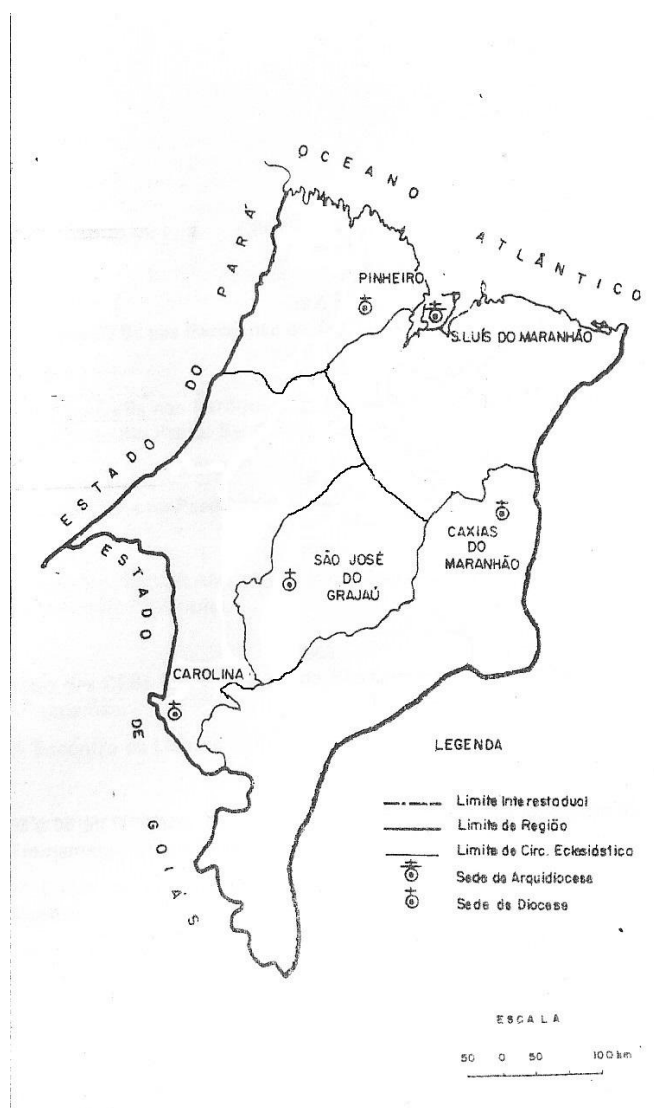 OCEANO
ATLÂNTICO
ESTADO DO PARÁ
PINHEIRO
S.LUÍS DO MARANHÃO
CAXIAS
DO
MARANHÃO
ESTADO DE GOIÁS
SÃO JOSÉ
DO
GRAJAÚ
CAROLINA
LEGENDA
Limite Interestadual
Limite de Região
Limite de Circ. Eclesiástica
Sede de Arquidiocese
Sede de Diocese
ESCALA
50 0 50 100 km